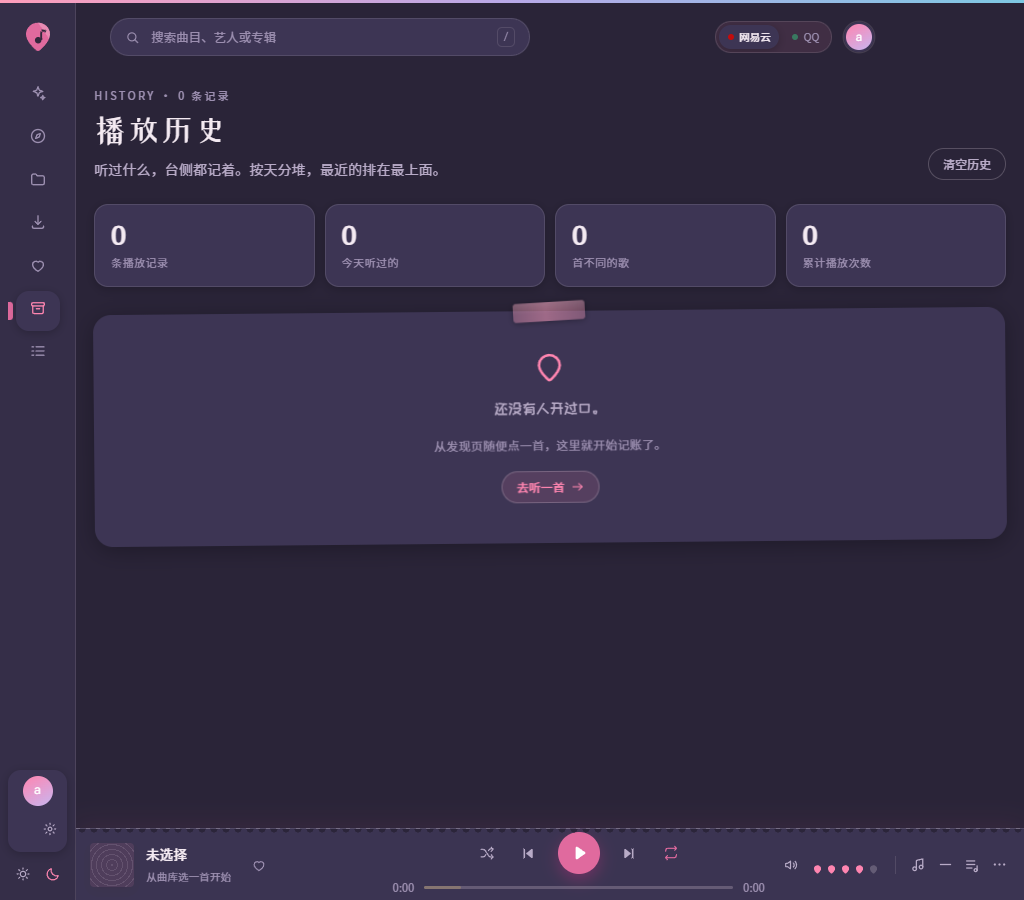 搜索曲目、艺人或专辑
/
网易云
QQ
a
HISTORY · 0 条记录
播放历史
听过什么，台侧都记着。按天分堆，最近的排在最上面。
清空历史
0
条播放记录
0
今天听过的
0
首不同的歌
0
累计播放次数
还没有人开过口。
从发现页随便点一首，这里就开始记账了。
去听一首 →
a
未选择
从曲库选一首开始
0:00
0:00